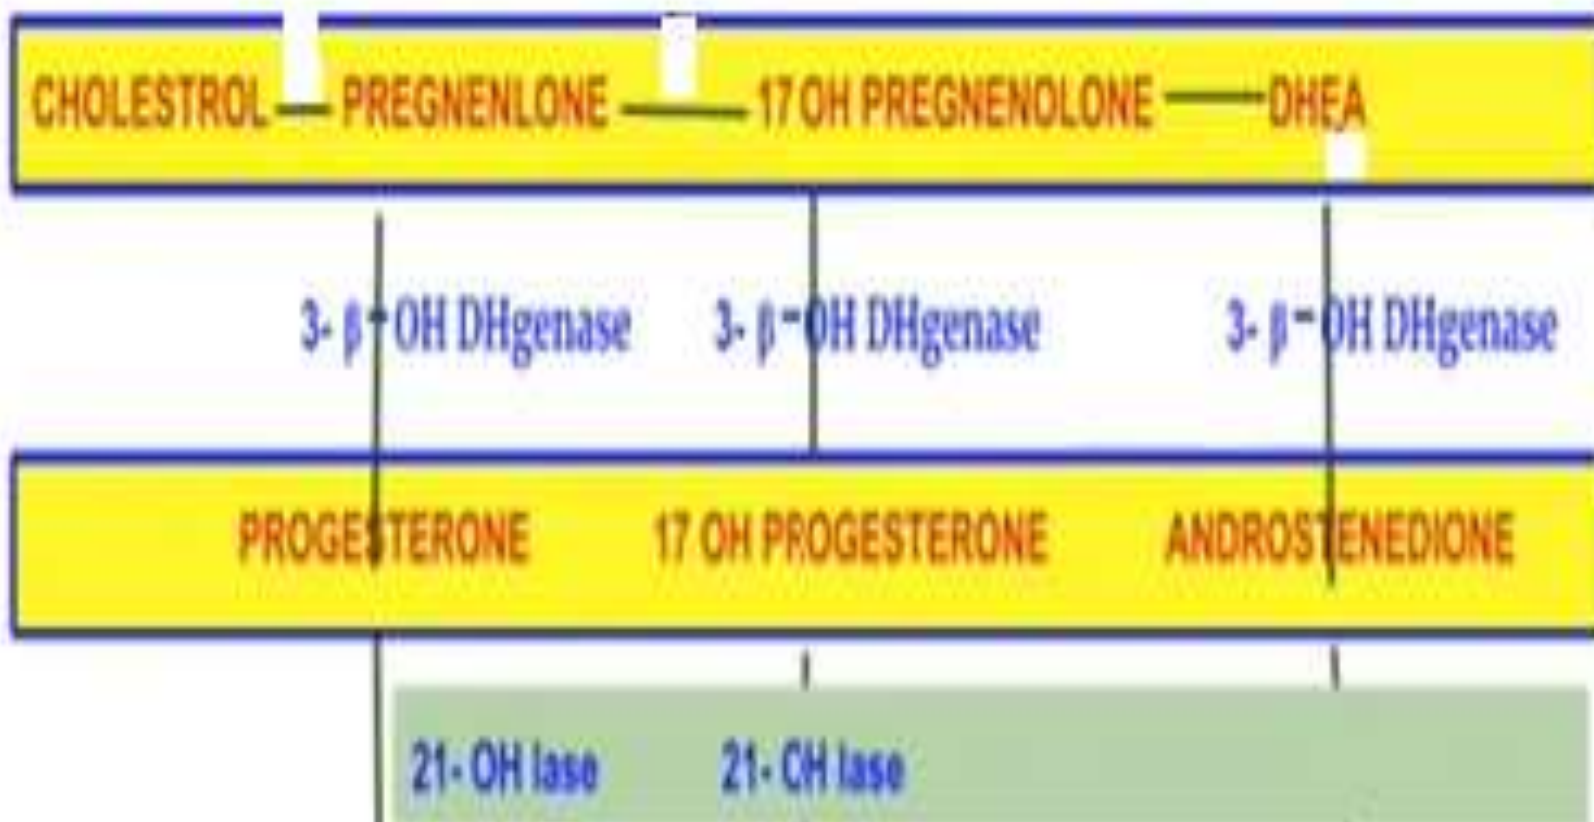 CHOLESTROL — PREGNENLONE — 17 OH PREGNENOLONE — DHEA
3- β - OH DHgenase 3- β - OH DHgenase 3- β - OH DHgenase
PROGESTERONE 17 OH PROGESTERONE ANDROSTENEDIONE
21- OH lase 21- OH lase